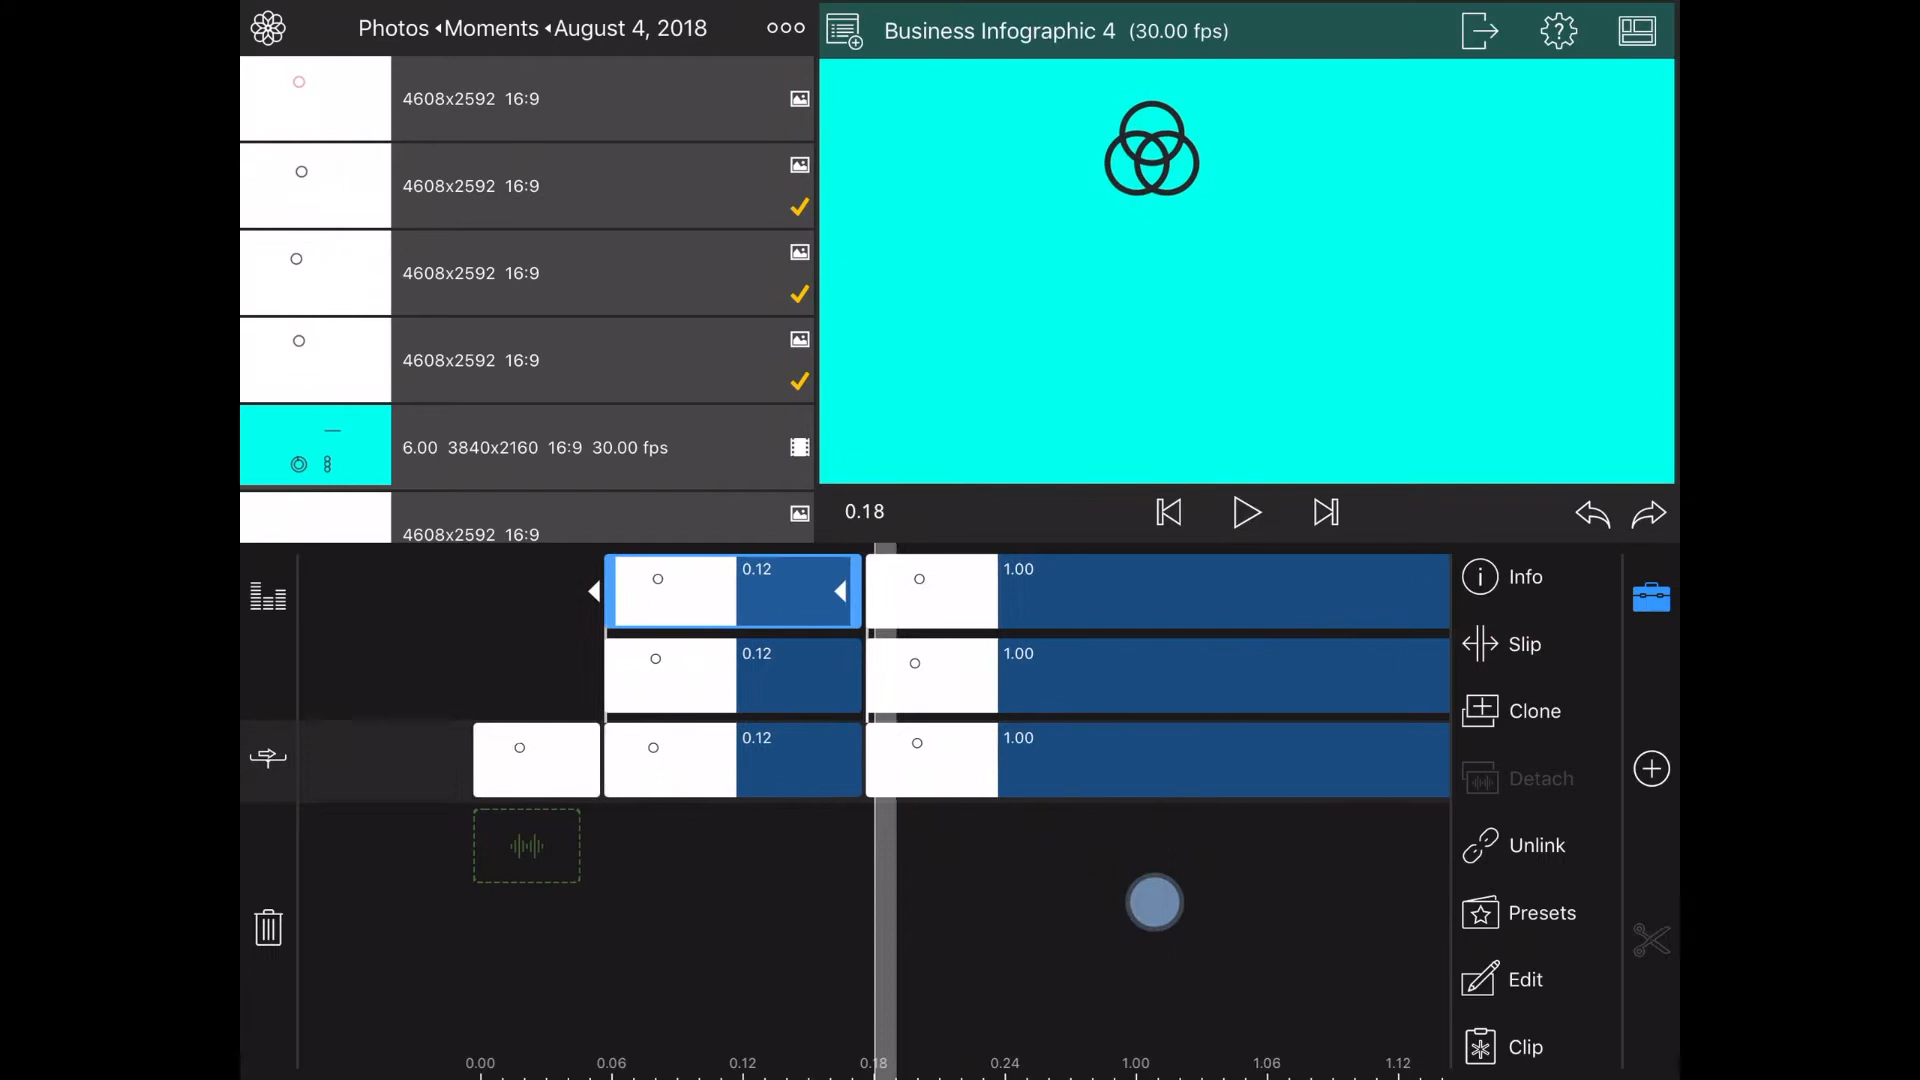 Photos ◂Moments ◂August 4, 2018
Business Infographic 4 (30.00 fps)
4608x2592 16:9
4608x2592 16:9
4608x2592 16:9
4608x2592 16:9
6.00 3840x2160 16:9 30.00 fps
4608x2592 16:9
0.18
0.12
1.00
0.12
1.00
0.12
1.00
Info
Slip
Clone
Detach
Unlink
Presets
Edit
Clip
0.00 0.06 0.12 0.18 0.24 1.00 1.06 1.12